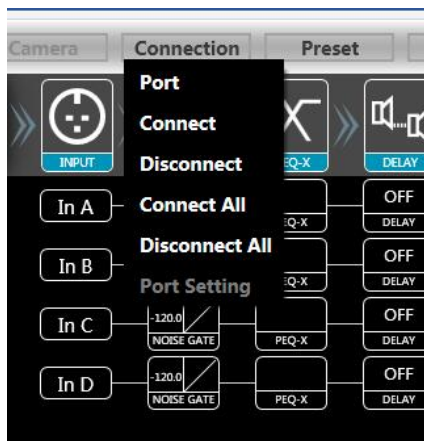 Camera
Connection
Preset
Port
Connect
Disconnect
Connect All
Disconnect All
Port Setting
INPUT
EQ-X
DELAY
In A
EQ-X
OFF
DELAY
In B
EQ-X
OFF
DELAY
In C
-120.0
NOISE GATE
PEQ-X
OFF
DELAY
In D
-120.0
NOISE GATE
PEQ-X
OFF
DELAY